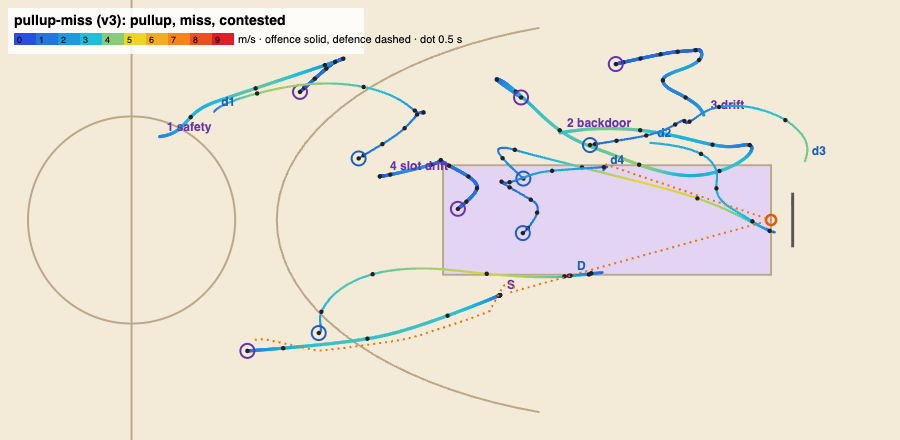 pullup-miss (v3): pullup, miss, contested
0 1 2 3 4 5 6 7 8 9 m/s · offence solid, defence dashed · dot 0.5 s
d1
1 safety
3 drift
2 backdoor
d2
d3
d4
4 slot drift
D
S